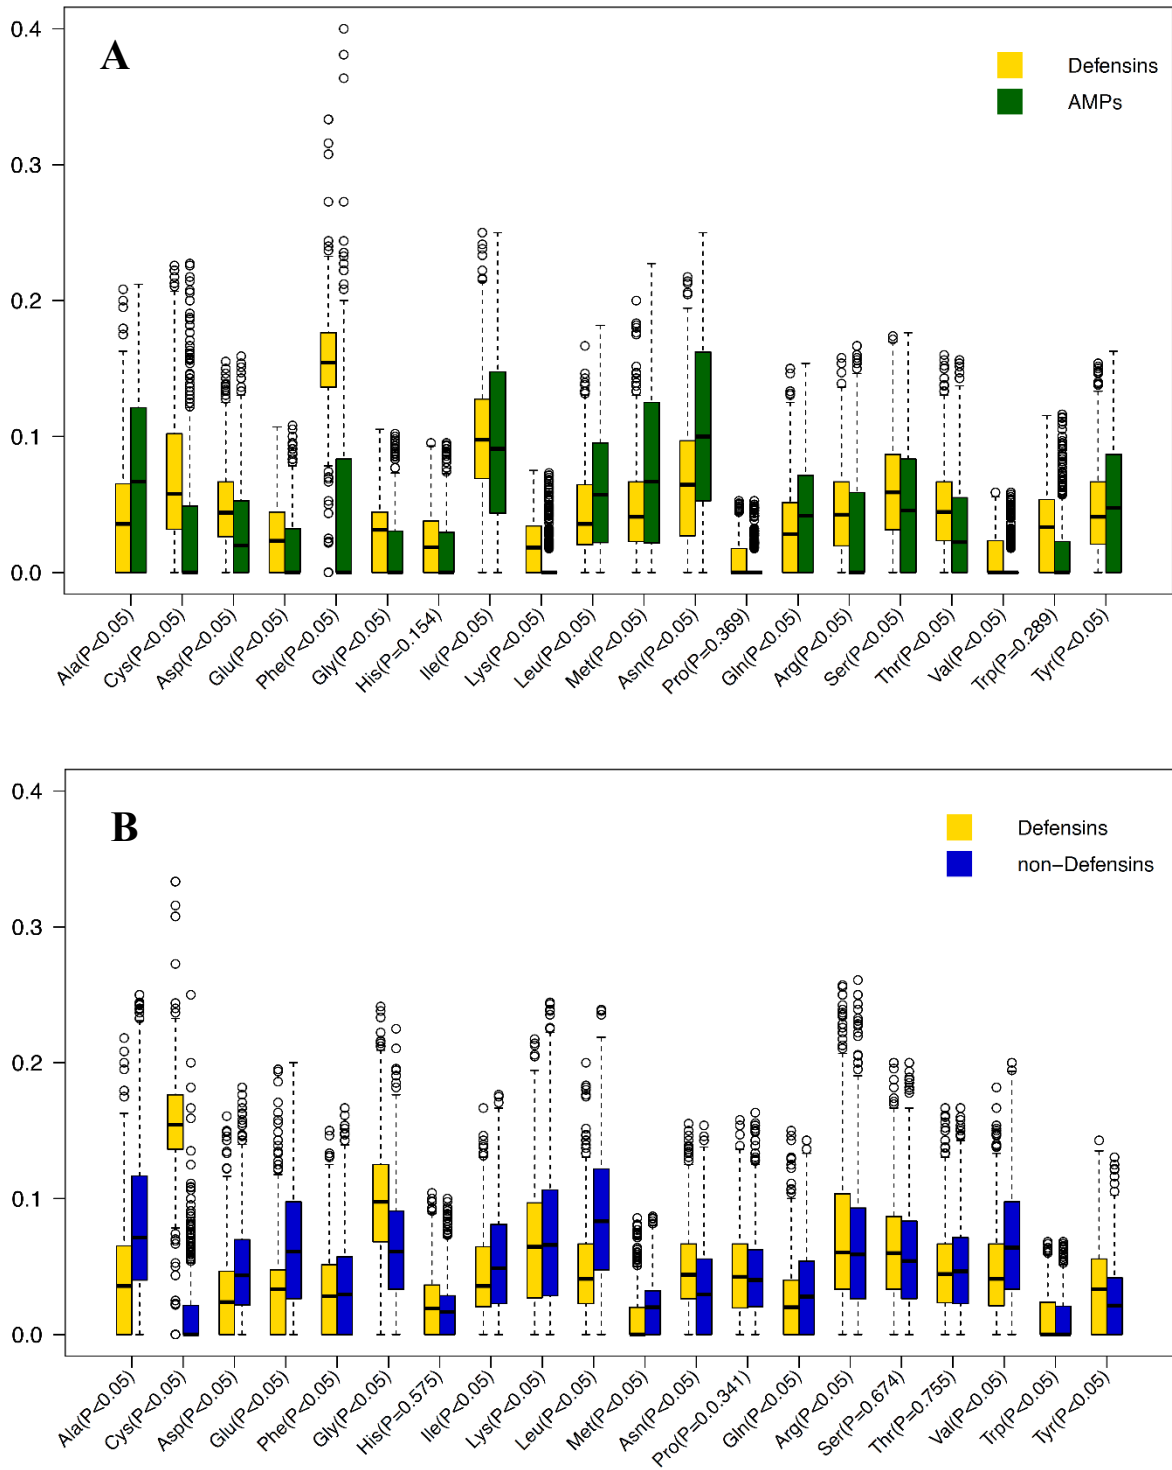 A
Defensins
AMPs
0.4
0.3
0.2
0.1
0.0
Ala(P<0.05)
Cys(P<0.05)
Asp(P<0.05)
Glu(P<0.05)
Phe(P<0.05)
Gly(P<0.05)
His(P=0.154)
Ile(P<0.05)
Lys(P<0.05)
Leu(P<0.05)
Met(P<0.05)
Asn(P<0.05)
Pro(P=0.369)
Gln(P<0.05)
Arg(P<0.05)
Ser(P<0.05)
Thr(P<0.05)
Val(P<0.05)
Trp(P=0.289)
Tyr(P<0.05)
B
Defensins
non−Defensins
0.4
0.3
0.2
0.1
0.0
Ala(P<0.05)
Cys(P<0.05)
Asp(P<0.05)
Glu(P<0.05)
Phe(P<0.05)
Gly(P<0.05)
His(P=0.575)
Ile(P<0.05)
Lys(P<0.05)
Leu(P<0.05)
Met(P<0.05)
Asn(P<0.05)
Pro(P=0.0.341)
Gln(P<0.05)
Arg(P<0.05)
Ser(P=0.674)
Thr(P=0.755)
Val(P<0.05)
Trp(P<0.05)
Tyr(P<0.05)